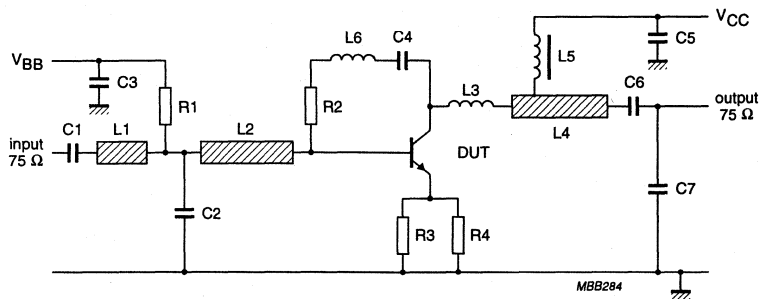 VCC
L6
C4
C5
L5
VBB
C3
L3
C6
output
75 Ω
R1
R2
input
75 Ω
C1
L1
L2
L4
DUT
C7
C2
R3
R4
MBB284